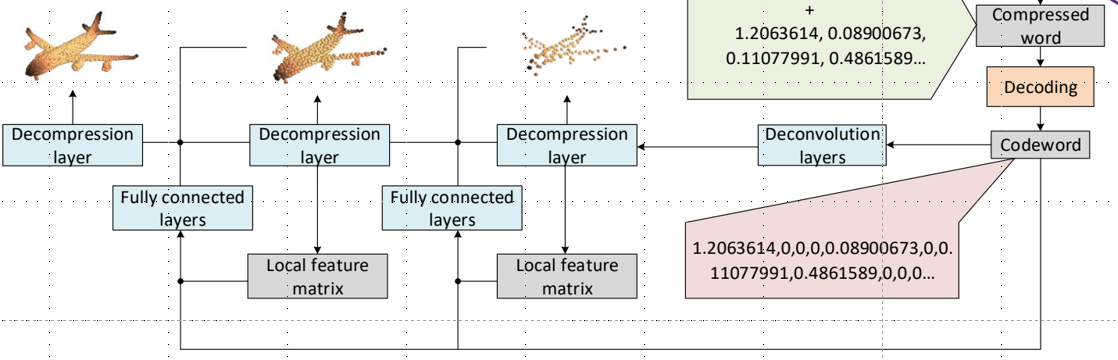 +
1.2063614, 0.08900673,
0.11077991, 0.4861589...
Compressed
word
Decoding
Decompression
layer
Decompression
layer
Decompression
layer
Deconvolution
layers
Codeword
Fully connected
layers
Fully connected
layers
1.2063614,0,0,0,0.08900673,0,0.
11077991,0.4861589,0,0,0...
Local feature
matrix
Local feature
matrix